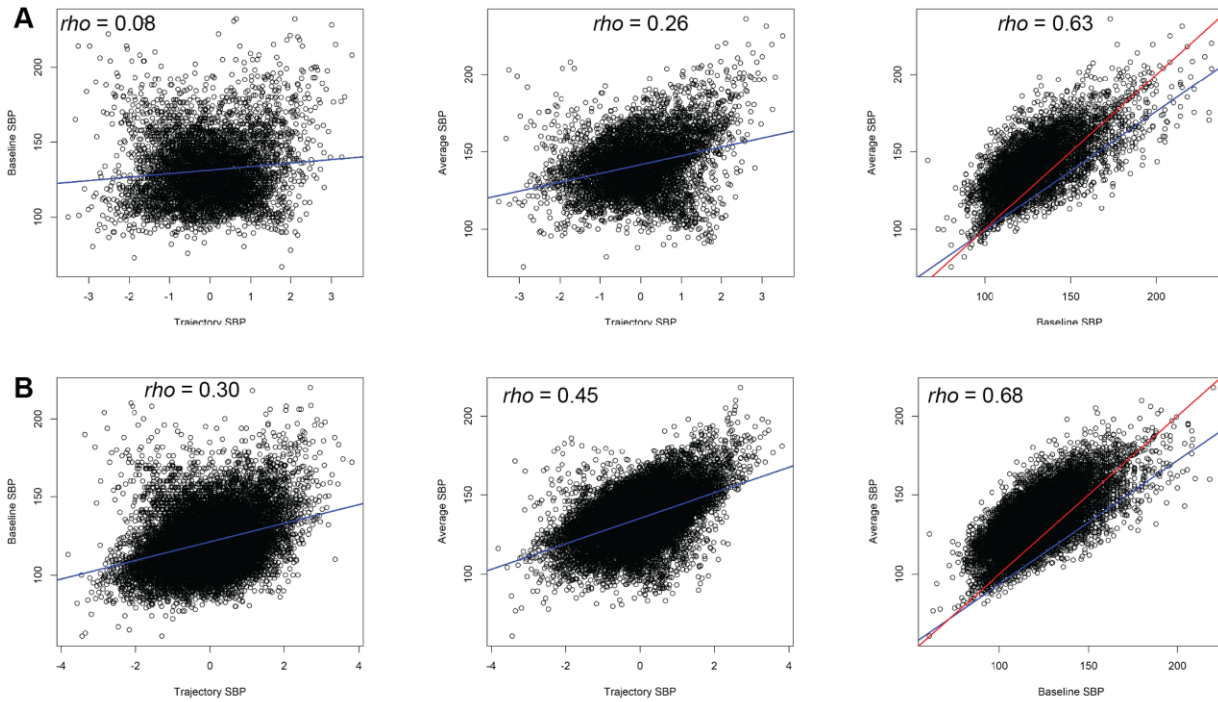 A
rho = 0.08
Baseline SBP
200
150
100
-3 -2 -1 0 1 2 3
Trajectory SBP
rho = 0.26
Average SBP
200
150
100
-3 -2 -1 0 1 2 3
Trajectory SBP
rho = 0.63
Average SBP
200
150
100
100 150 200
Baseline SBP
B
rho = 0.30
Baseline SBP
200
150
100
-4 -2 0 2 4
Trajectory SBP
rho = 0.45
Average SBP
200
150
100
-4 -2 0 2 4
Trajectory SBP
rho = 0.68
Average SBP
200
150
100
100 150 200
Baseline SBP